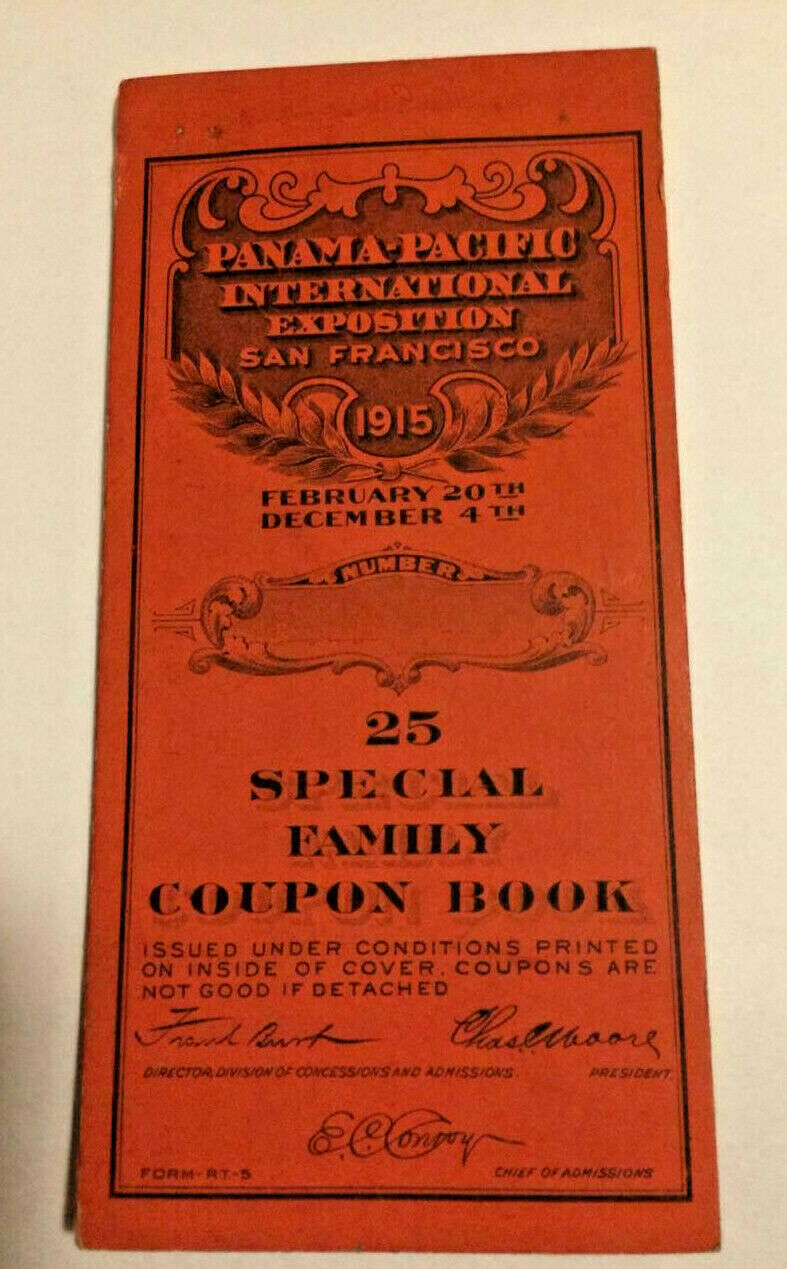 PANAMA-PACIFIC
INTERNATIONAL
EXPOSITION
SAN FRANCISCO
1915
FEBRUARY 20TH
DECEMBER 4TH
NUMBER
25
SPECIAL
FAMILY
COUPON BOOK
ISSUED UNDER CONDITIONS PRINTED
ON INSIDE OF COVER. COUPONS ARE
NOT GOOD IF DETACHED
Frank Burt Chas. C. Moore
DIRECTOR, DIVISION OF CONCESSIONS AND ADMISSIONS. PRESIDENT
E. C. Conroy
FORM-RT-5 CHIEF OF ADMISSIONS